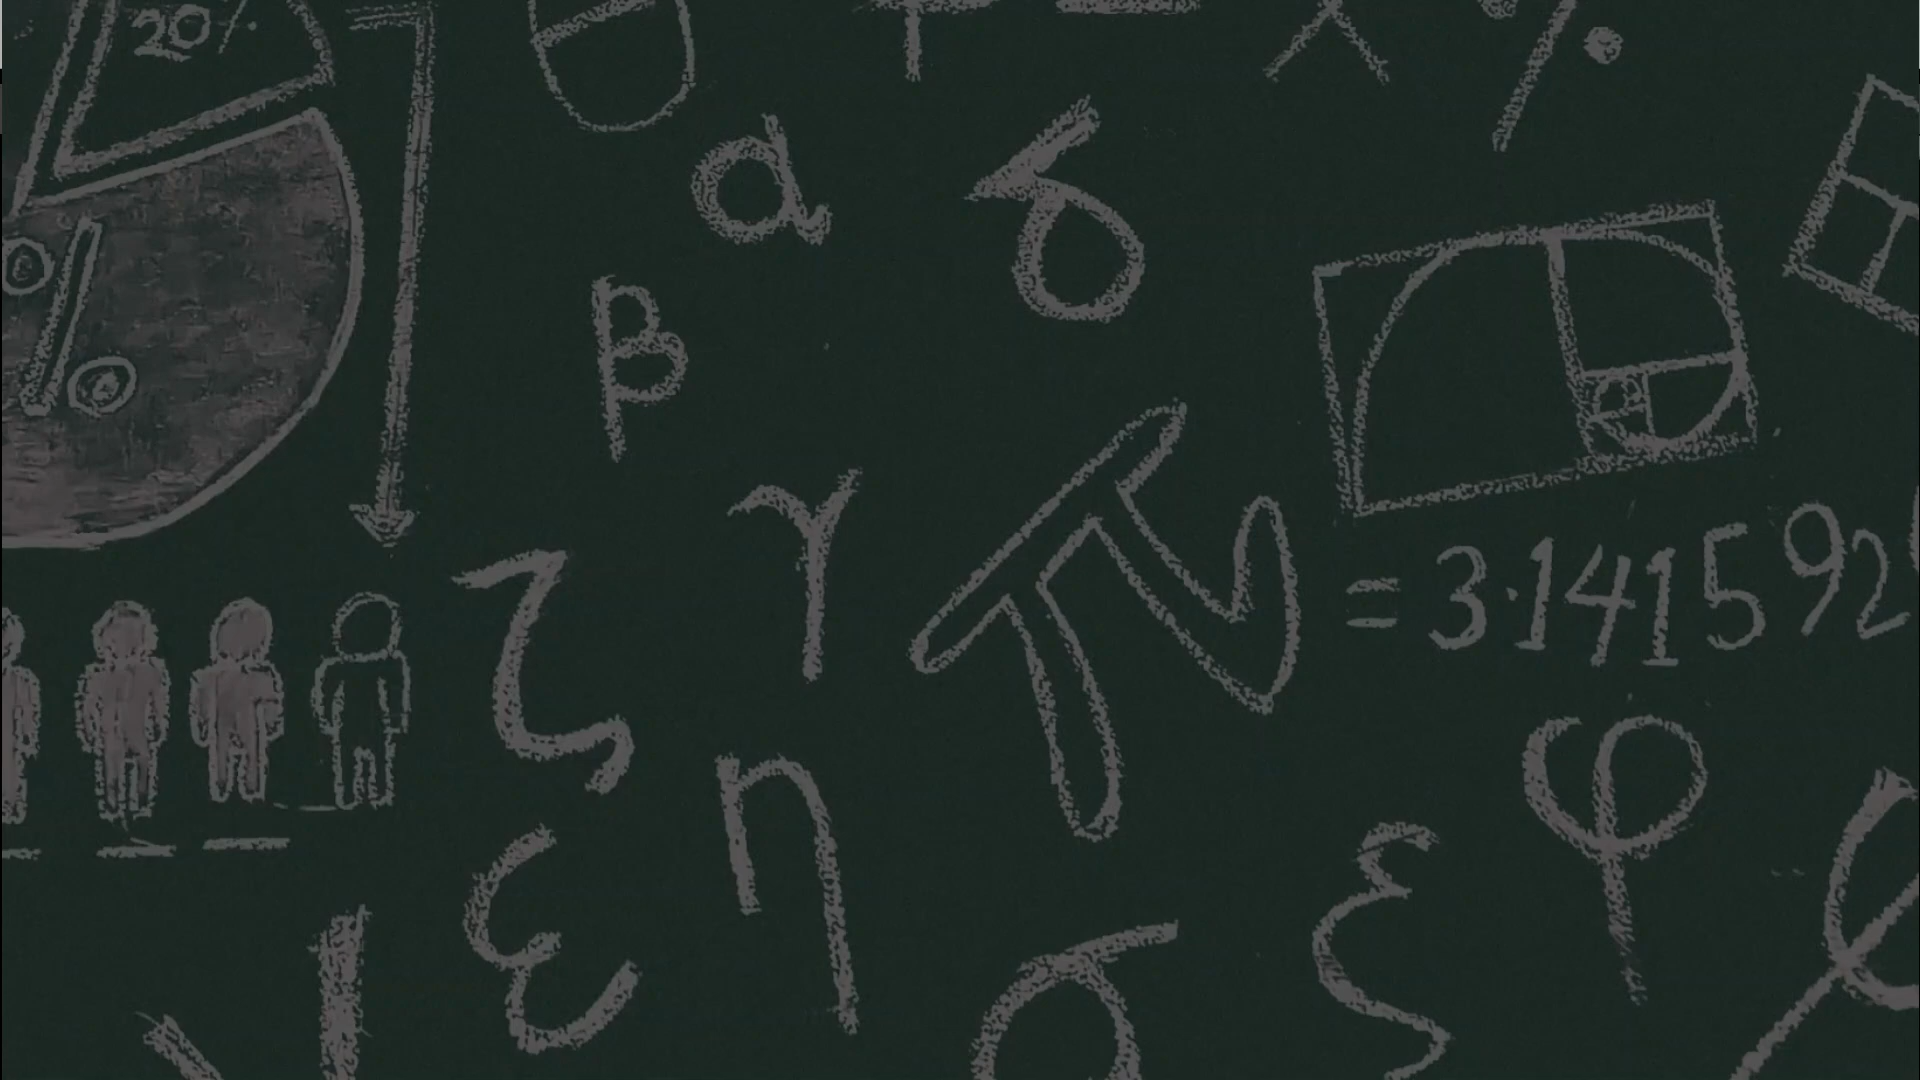 20%
θ + − × %
α δ
%
β
γ
π = 3·141592
ζ
η φ
ε ξ
σ